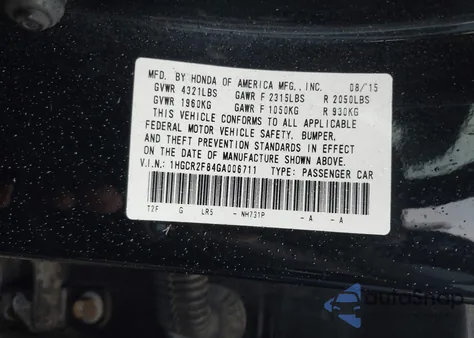 MFD. BY HONDA OF AMERICA MFG., INC. 08/15
GVWR 4321LBS GAWR F 2315LBS R 2050LBS
GVWR 1960KG GAWR F 1050KG R 930KG
THIS VEHICLE CONFORMS TO ALL APPLICABLE
FEDERAL MOTOR VEHICLE SAFETY, BUMPER,
AND THEFT PREVENTION STANDARDS IN EFFECT
ON THE DATE OF MANUFACTURE SHOWN ABOVE.
V.I.N.: 1HGCR2F84GA006711 TYPE: PASSENGER CAR
T2F G LR5 - NH731P - A - A
autoshop